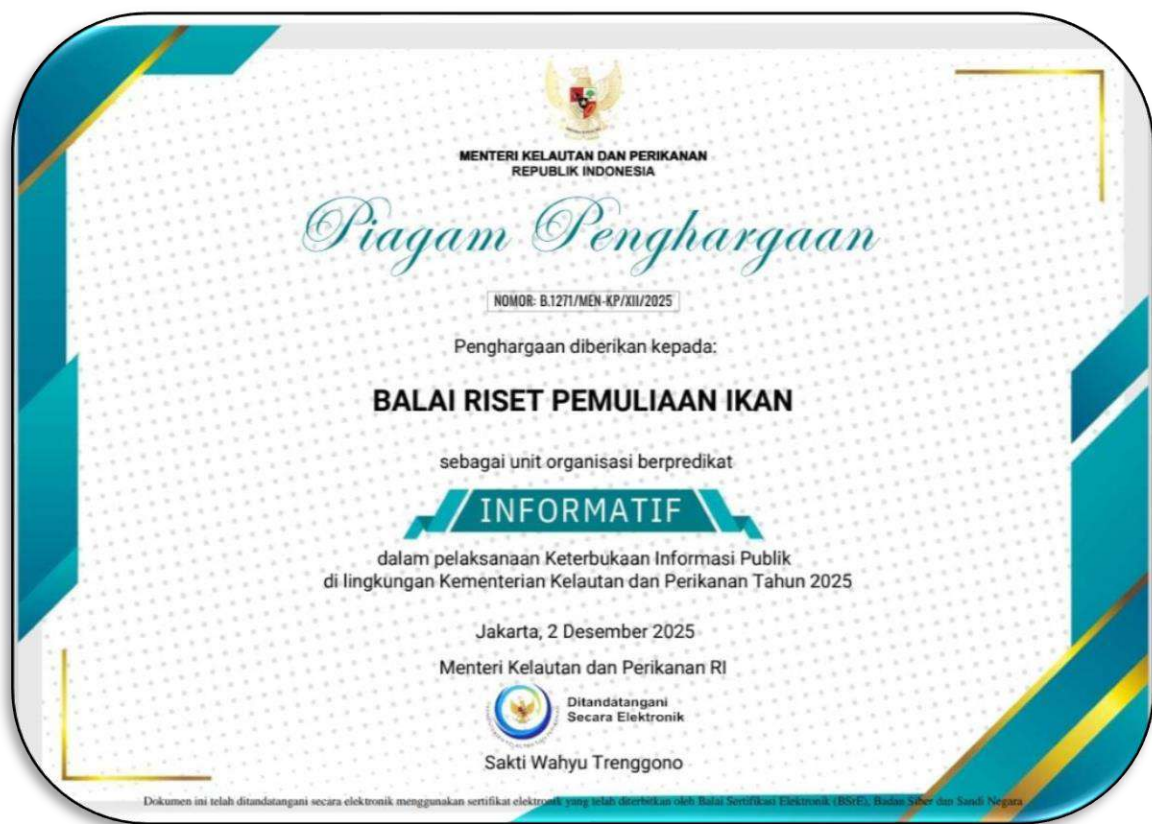 MENTERI KELAUTAN DAN PERIKANAN
REPUBLIK INDONESIA
Piagam Penghargaan
NOMOR: B.1271/MEN-KP/XII/2025
Penghargaan diberikan kepada:
BALAI RISET PEMULIAAN IKAN
sebagai unit organisasi berpredikat
INFORMATIF
dalam pelaksanaan Keterbukaan Informasi Publik
di lingkungan Kementerian Kelautan dan Perikanan Tahun 2025
Jakarta, 2 Desember 2025
Menteri Kelautan dan Perikanan RI
Ditandatangani
Secara Elektronik
Sakti Wahyu Trenggono
Dokumen ini telah ditandatangani secara elektronik menggunakan sertifikat elektronik yang telah diterbitkan oleh Balai Sertifikasi Elektronik (BSrE), Badan Siber dan Sandi Negara